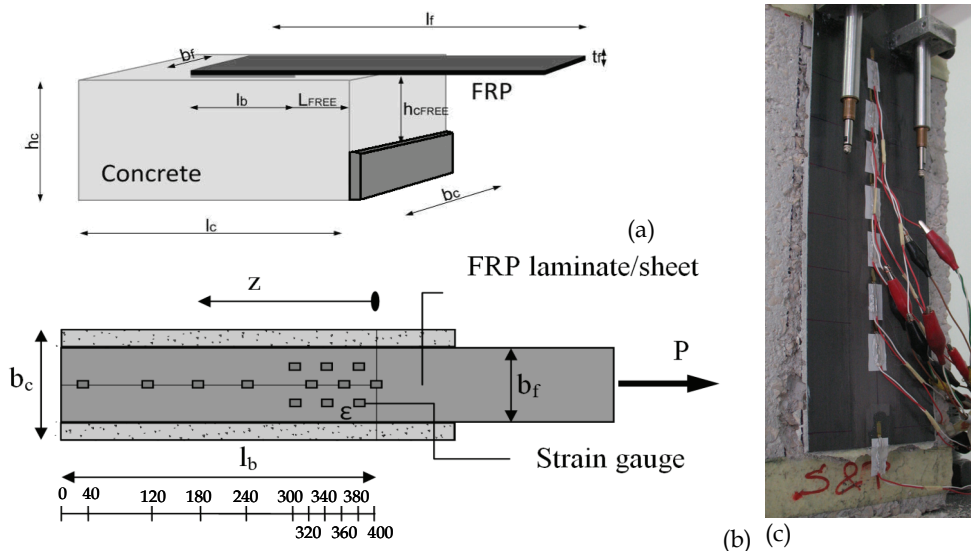 lf
bf
tf
FRP
lb
LFREE
hCFREE
hc
Concrete
bc
lc
(a)
FRP laminate/sheet
z
P
bc
bf
ε
Strain gauge
lb
0 40 120 180 240 300 340 380
320 360 400
(b)
(c)
S&P